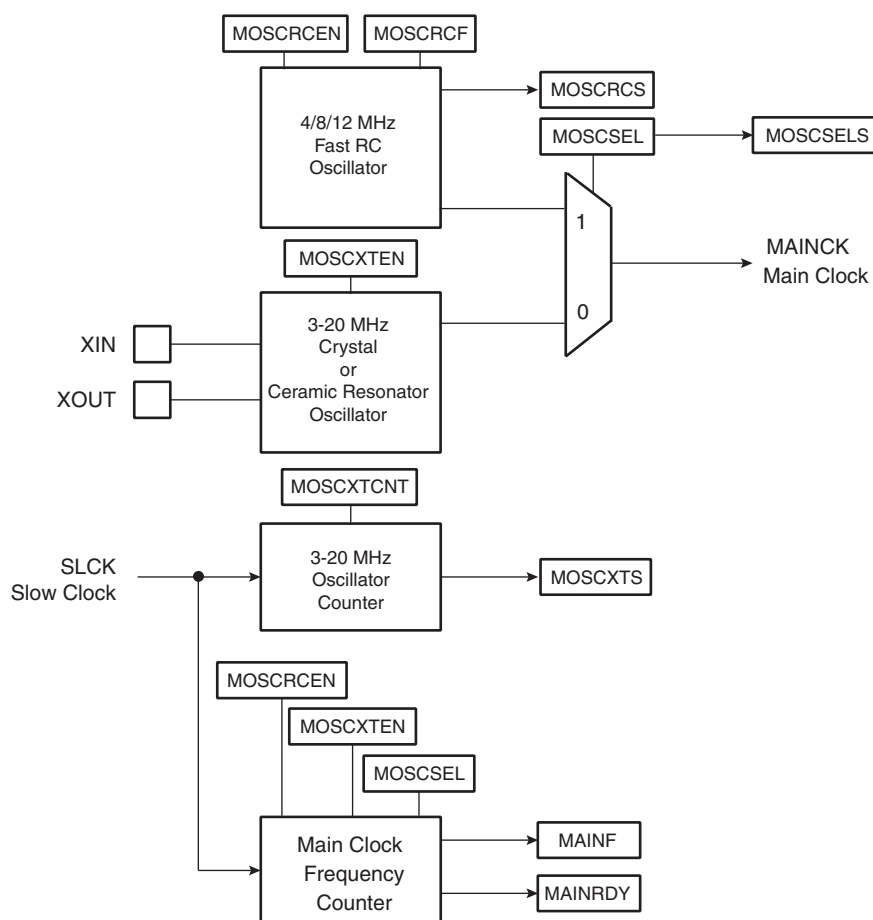 MOSCRCEN
MOSCRCF
4/8/12 MHz
Fast RC
Oscillator
MOSCRCS
MOSCSEL
MOSCSELS
1
0
MAINCK
Main Clock
MOSCXTEN
3-20 MHz
Crystal
or
Ceramic Resonator
Oscillator
XIN
XOUT
MOSCXTCNT
3-20 MHz
Oscillator
Counter
SLCK
Slow Clock
MOSCXTS
MOSCRCEN
MOSCXTEN
MOSCSEL
Main Clock
Frequency
Counter
MAINF
MAINRDY